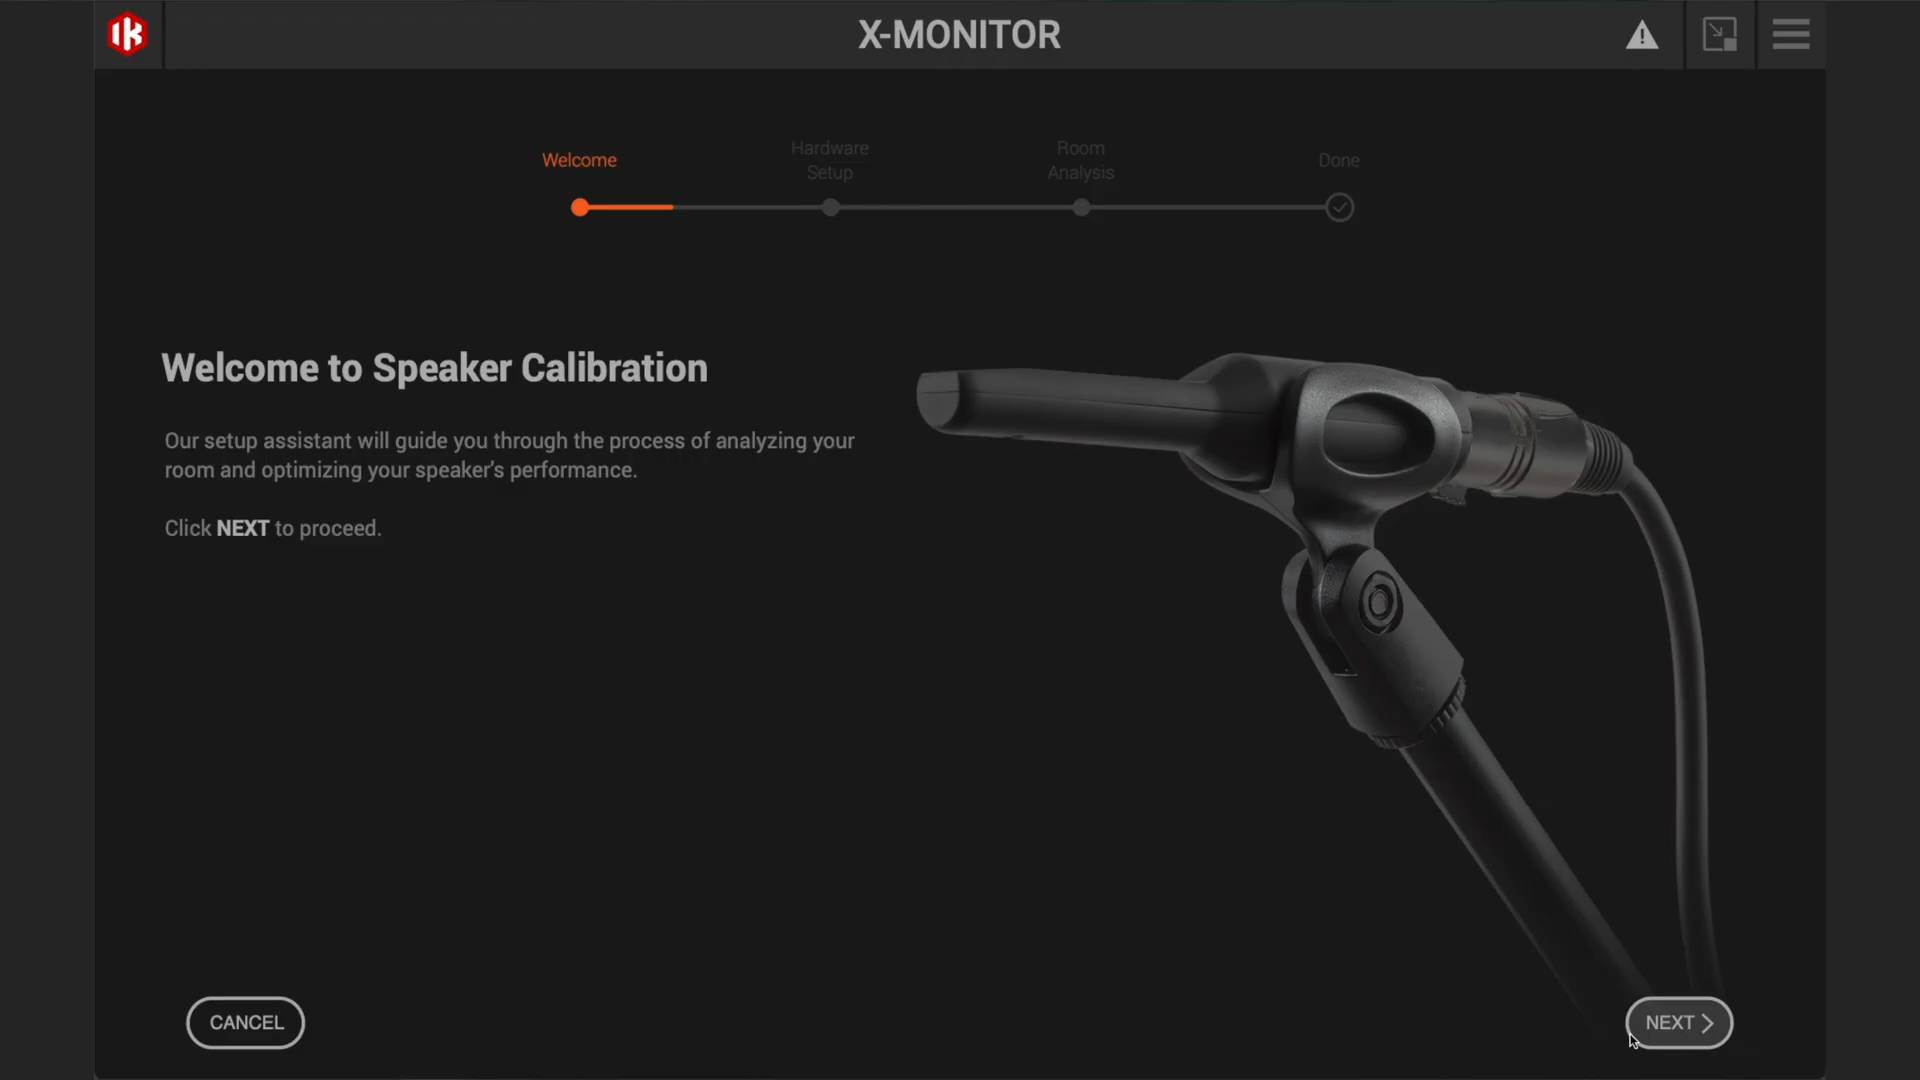 IK
X-MONITOR
Welcome
Hardware
Setup
Room
Analysis
Done
Welcome to Speaker Calibration
Our setup assistant will guide you through the process of analyzing your
room and optimizing your speaker's performance.
Click NEXT to proceed.
CANCEL
NEXT